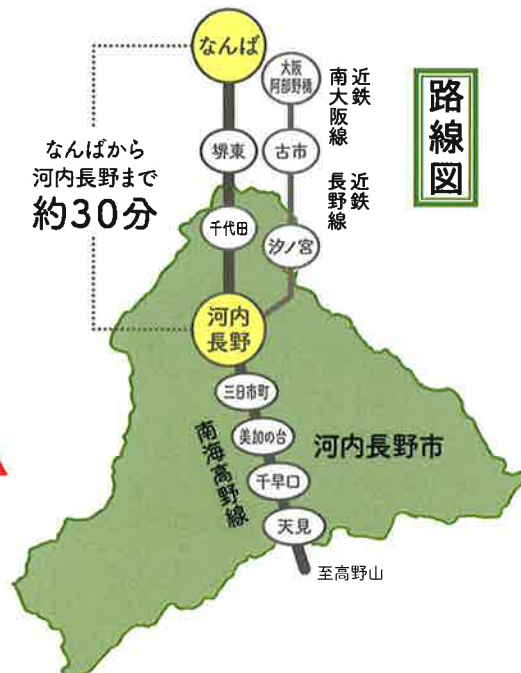 路線図
なんば
大阪
阿部野橋
近鉄
南大阪線
なんばから
河内長野まで
約30分
堺東
古市
近鉄
長野線
千代田
汐ノ宮
河内
長野
三日市町
美加の台
南海高野線
河内長野市
千早口
天見
至高野山